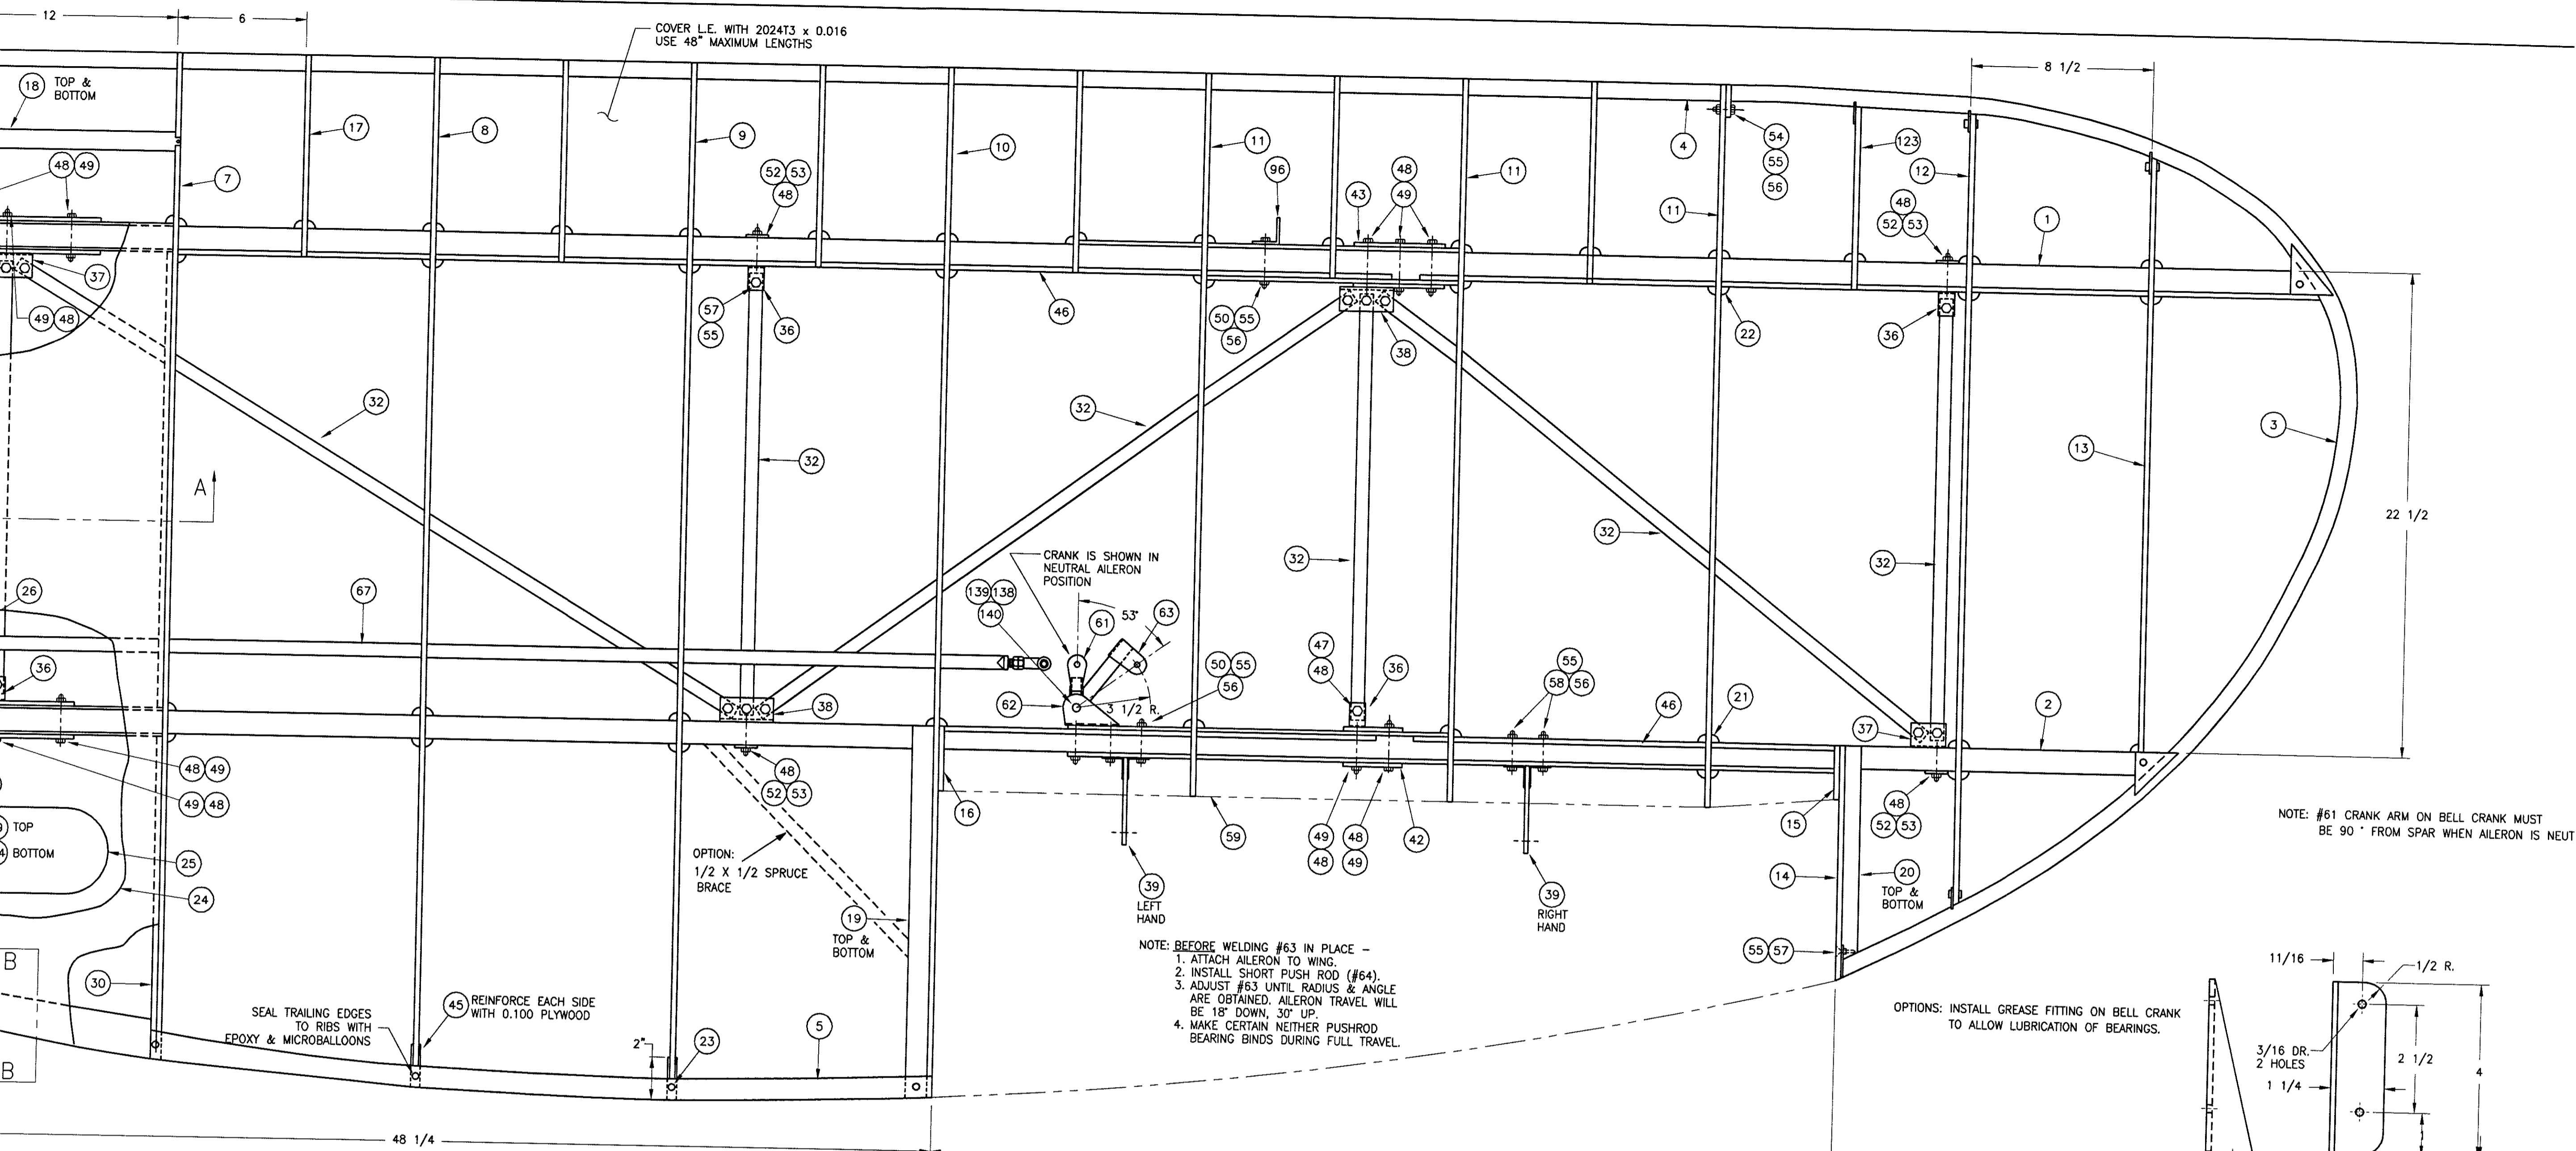 12
6
COVER L.E. WITH 2024T3 x 0.016
USE 48" MAXIMUM LENGTHS
8 1/2
18 TOP &
BOTTOM
17
8
9
10
11
11
4
54
55
56
123
12
48 49
7
52 53
48
96
43
48
49
11
48
52 53
1
37
49 48
57
55
36
46
50 55
56
38
22
36
32
32
32
3
13
A
22 1/2
32
32
32
CRANK IS SHOWN IN
NEUTRAL AILERON
POSITION
26
67
139 138
140
53°
61
63
36
62
3 1/2 R.
50 55
56
47
48
36
55
58 56
46
21
37
2
38
48 49
49 48
48
52 53
16
59
49
48
48
49
42
15
48
52 53
NOTE: #61 CRANK ARM ON BELL CRANK MUST
BE 90 ° FROM SPAR WHEN AILERON IS NEUT
TOP
BOTTOM
25
24
OPTION:
1/2 X 1/2 SPRUCE
BRACE
39
LEFT
HAND
39
RIGHT
HAND
14
20
TOP &
BOTTOM
19
TOP &
BOTTOM
55 57
NOTE: BEFORE WELDING #63 IN PLACE –
1. ATTACH AILERON TO WING.
2. INSTALL SHORT PUSH ROD (#64).
3. ADJUST #63 UNTIL RADIUS & ANGLE
ARE OBTAINED. AILERON TRAVEL WILL
BE 18° DOWN, 30° UP.
4. MAKE CERTAIN NEITHER PUSHROD
BEARING BINDS DURING FULL TRAVEL.
B
30
B
SEAL TRAILING EDGES
TO RIBS WITH
EPOXY & MICROBALLOONS
45 REINFORCE EACH SIDE
WITH 0.100 PLYWOOD
2"
23
5
OPTIONS: INSTALL GREASE FITTING ON BELL CRANK
TO ALLOW LUBRICATION OF BEARINGS.
11/16
1/2 R.
3/16 DR.
2 HOLES
2 1/2
1 1/4
4
48 1/4